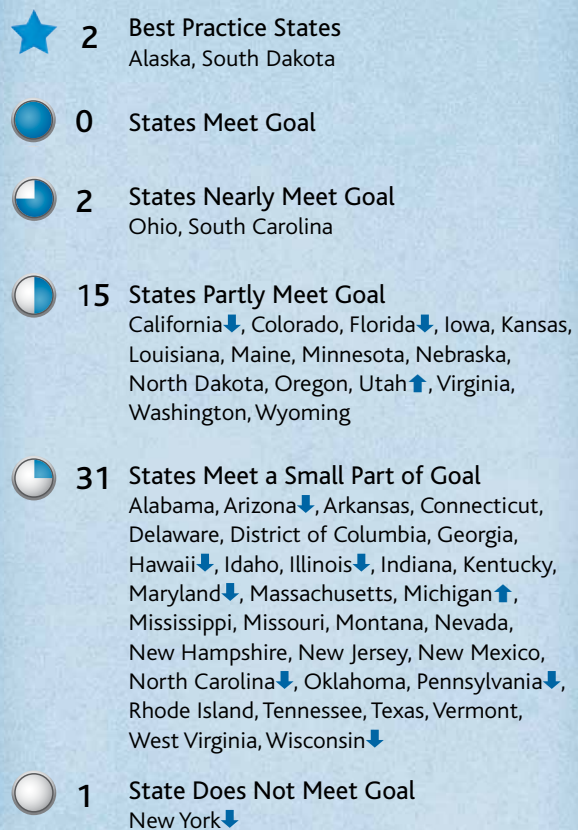 2 Best Practice States
Alaska, South Dakota
0 States Meet Goal
2 States Nearly Meet Goal
Ohio, South Carolina
15 States Partly Meet Goal
California⬇, Colorado, Florida⬇, Iowa, Kansas,
Louisiana, Maine, Minnesota, Nebraska,
North Dakota, Oregon, Utah⬆, Virginia,
Washington, Wyoming
31 States Meet a Small Part of Goal
Alabama, Arizona⬇, Arkansas, Connecticut,
Delaware, District of Columbia, Georgia,
Hawaii⬇, Idaho, Illinois⬇, Indiana, Kentucky,
Maryland⬇, Massachusetts, Michigan⬆,
Mississippi, Missouri, Montana, Nevada,
New Hampshire, New Jersey, New Mexico,
North Carolina⬇, Oklahoma, Pennsylvania⬇,
Rhode Island, Tennessee, Texas, Vermont,
West Virginia, Wisconsin⬇
1 State Does Not Meet Goal
New York⬇